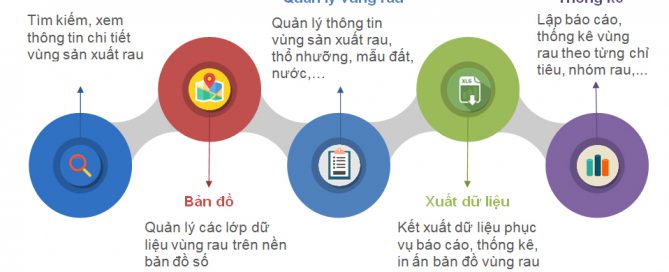 Tìm kiếm, xem
thông tin chi tiết
vùng sản xuất rau
Bản đồ
Quản lý các lớp dữ
liệu vùng rau trên nền
bản đồ số
Quản lý vùng rau
Quản lý thông tin
vùng sản xuất rau,
thổ nhưỡng, mẫu đất,
nước,...
XLS
Xuất dữ liệu
Kết xuất dữ liệu phục
vụ báo cáo, thống kê,
in ấn bản đồ vùng rau
Thống kê
Lập báo cáo,
thống kê vùng
rau theo từng chỉ
tiêu, nhóm rau,...